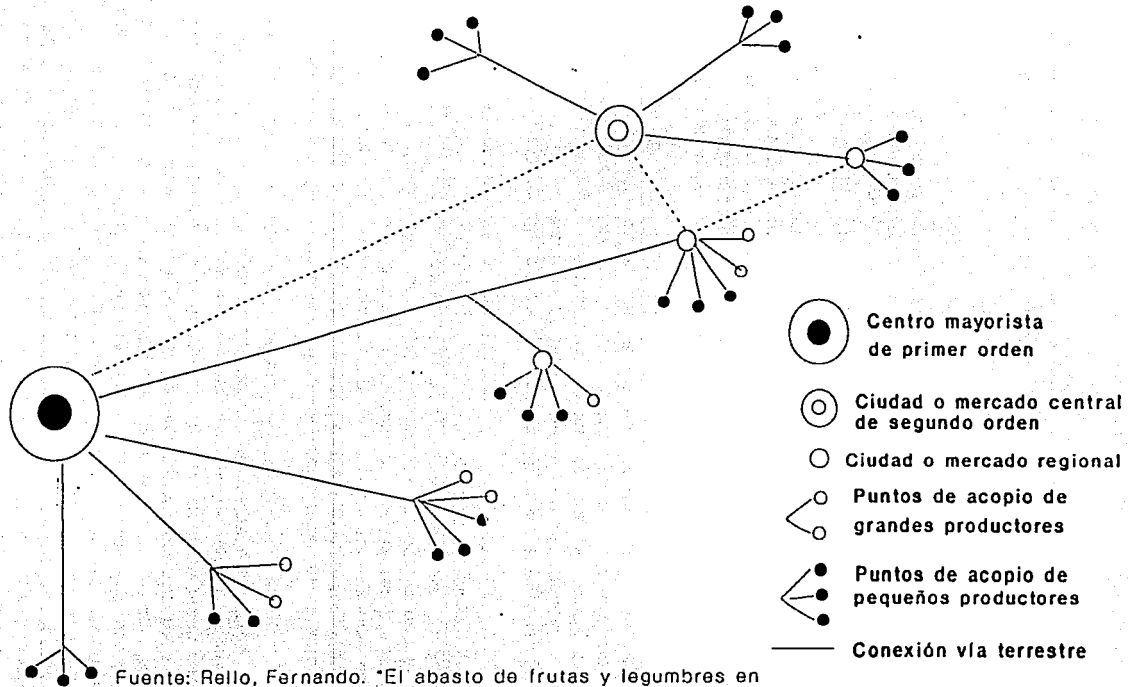 Centro mayorista
de primer orden
Ciudad o mercado central
de segundo orden
Ciudad o mercado regional
Puntos de acopio de
grandes productores
Puntos de acopio de
pequeños productores
Conexión vía terrestre
Fuente: Rello, Fernando. "El abasto de frutas y legumbres en